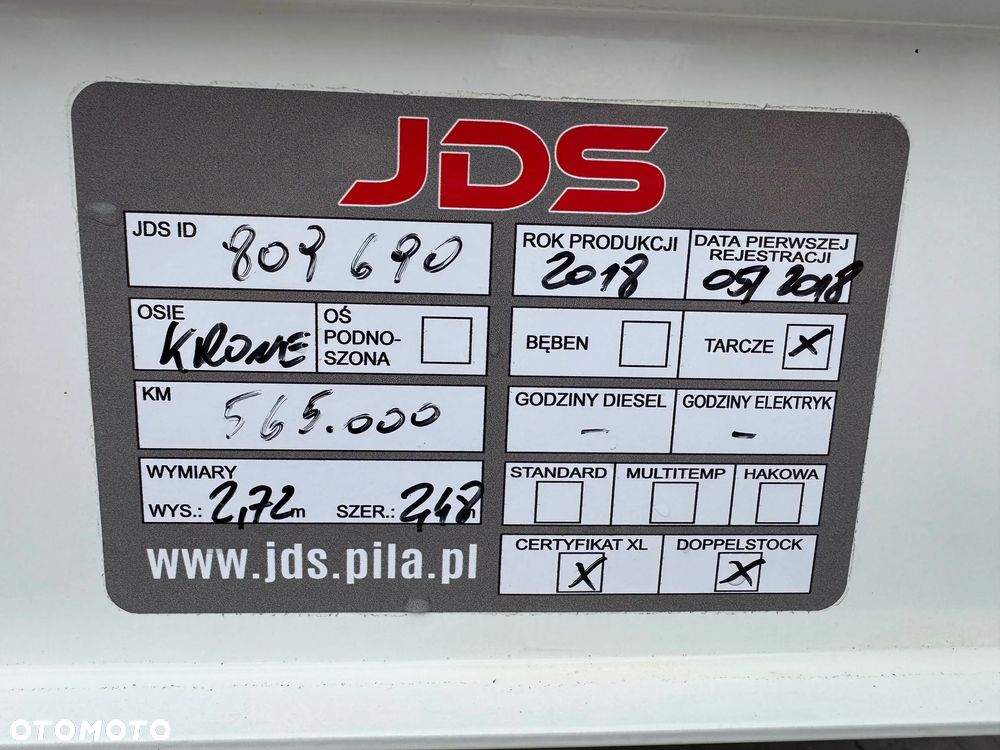 JDS
JDS ID 809 690
ROK PRODUKCJI 2018
DATA PIERWSZEJ REJESTRACJI 05/2018
OSIE KRONE
OŚ PODNO-SZONA
BĘBEN
TARCZE X
KM 565.000
GODZINY DIESEL -
GODZINY ELEKTRYK -
WYMIARY
WYS.: 2,72 m SZER.: 2,48 m
STANDARD
MULTITEMP
HAKOWA
www.jds.pila.pl
CERTYFIKAT XL X
DOPPELSTOCK X
OTOMOTO